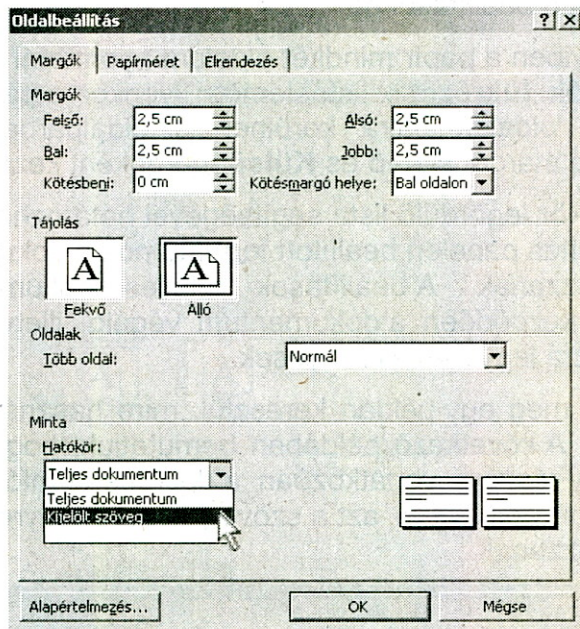 Oldalbeállítás
Margók Papírméret Elrendezés
Margók
Felső: 2,5 cm Alsó: 2,5 cm
Bal: 2,5 cm Jobb: 2,5 cm
Kötésbeni: 0 cm Kötésmargó helye: Bal oldalon
Tájolás
A A
Fekvő Álló
Oldalak
Több oldal: Normál
Minta
Hatókör:
Teljes dokumentum
Teljes dokumentum
Kijelölt szöveg
Alapértelmezés... OK Mégse